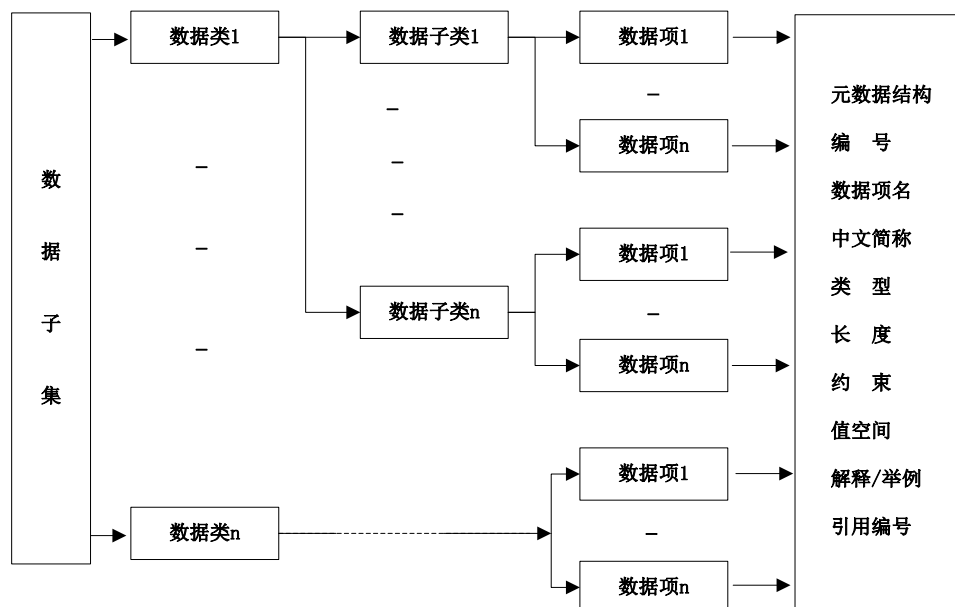 数据子集
数据类1
数据类n
数据子类1
数据子类n
数据项1
数据项n
数据项1
数据项n
数据项1
数据项n
元数据结构
编 号
数据项名
中文简称
类 型
长 度
约 束
值空间
解释/举例
引用编号